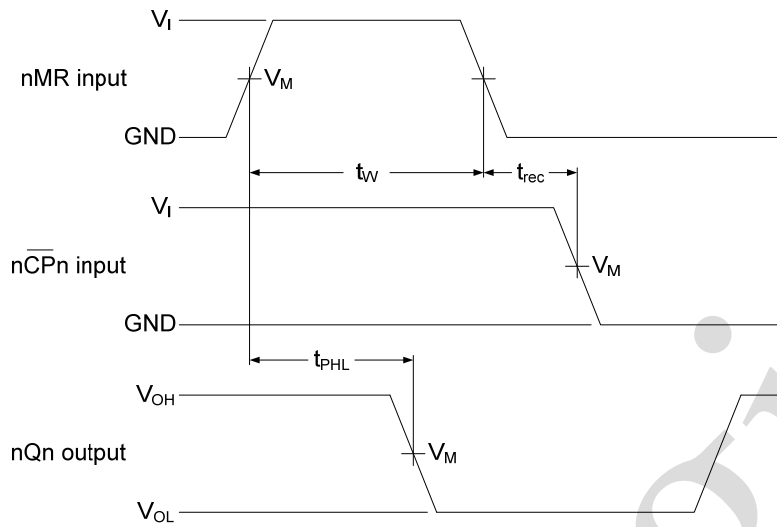 V_I
nMR input
V_M
GND
t_W
t_rec
V_I
nC̅P̅n input
V_M
GND
t_PHL
V_OH
nQn output
V_M
V_OL